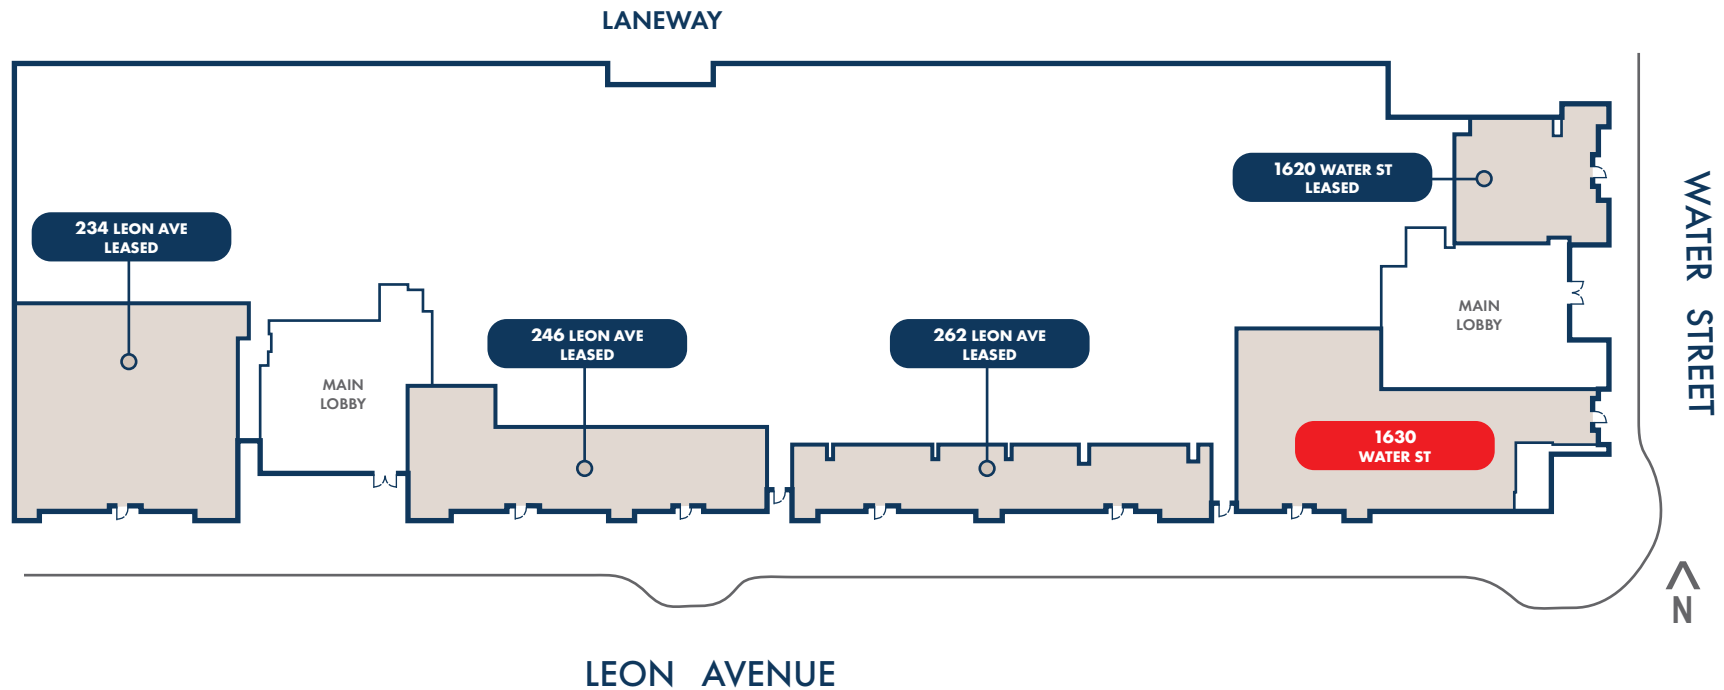 LANEWAY
1620 WATER ST
LEASED
WATER STREET
234 LEON AVE
LEASED
MAIN
LOBBY
246 LEON AVE
LEASED
262 LEON AVE
LEASED
MAIN
LOBBY
1630
WATER ST
N
LEON AVENUE